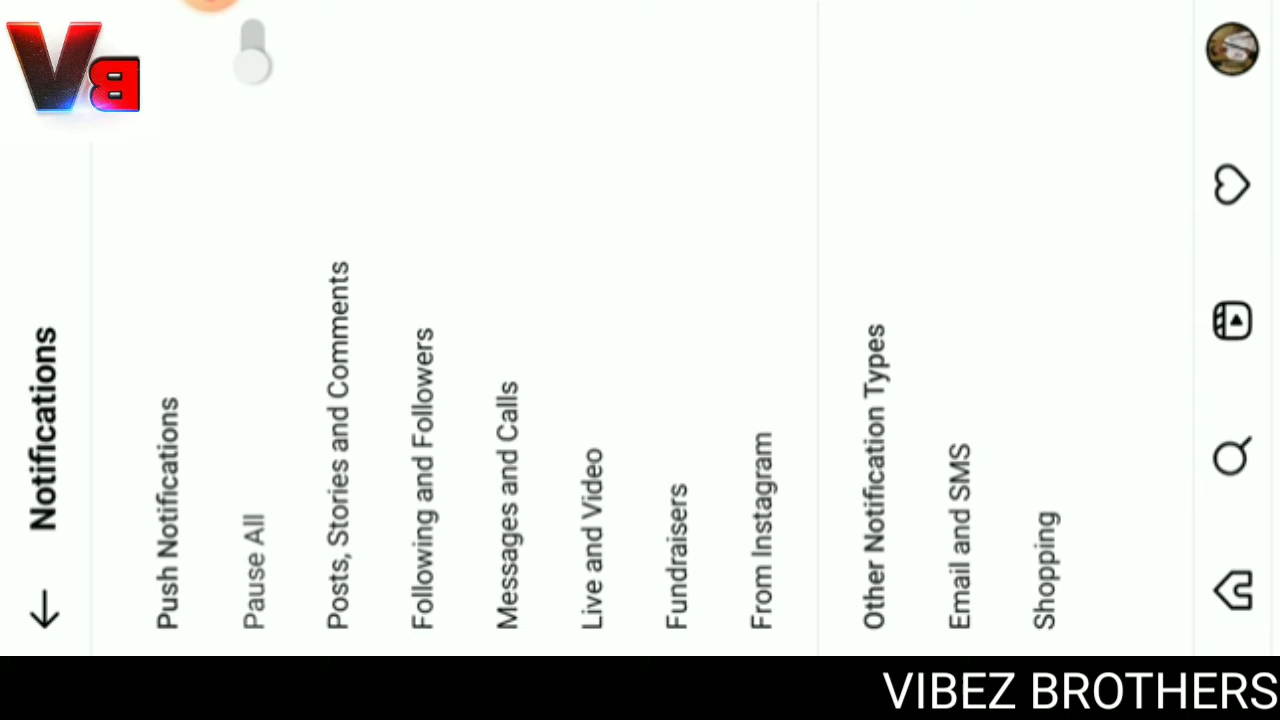 VB
Notifications
Push Notifications
Pause All
Posts, Stories and Comments
Following and Followers
Messages and Calls
Live and Video
Fundraisers
From Instagram
Other Notification Types
Email and SMS
Shopping
VIBEZ BROTHERS